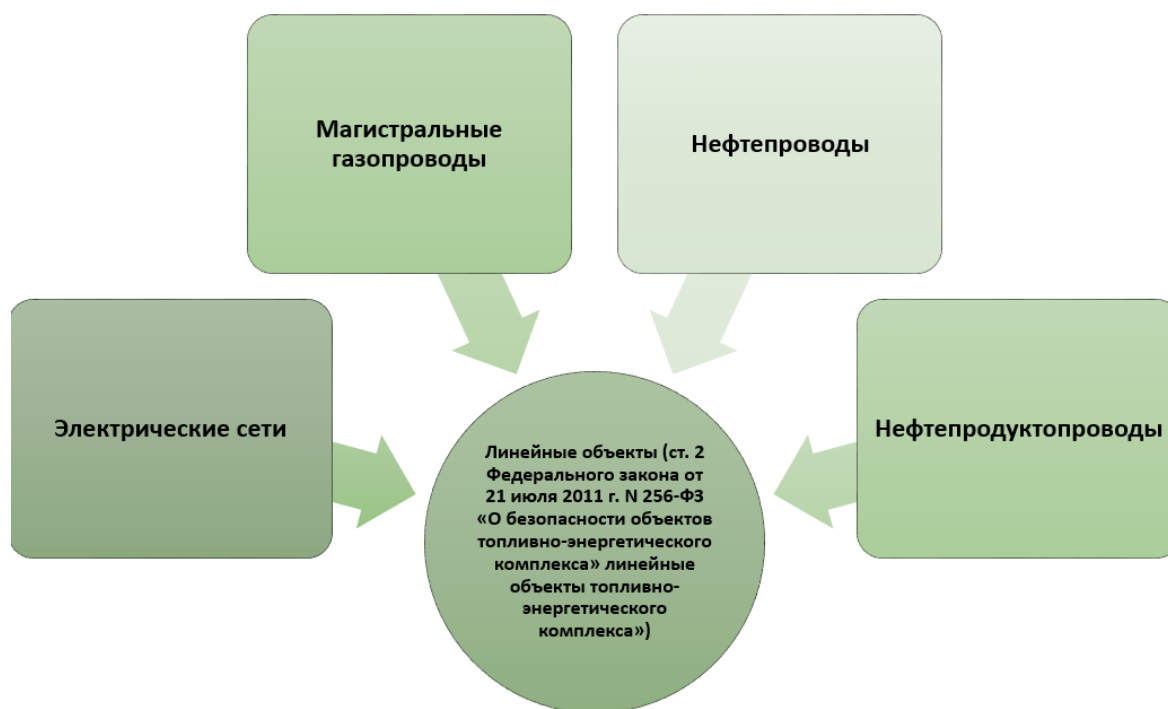 Магистральные
газопроводы
Нефтепроводы
Электрические сети
Нефтепродуктопроводы
Линейные объекты (ст. 2
Федерального закона от
21 июля 2011 г. N 256-ФЗ
«О безопасности объектов
топливно-энергетического
комплекса» линейные
объекты топливно-
энергетического
комплекса»)